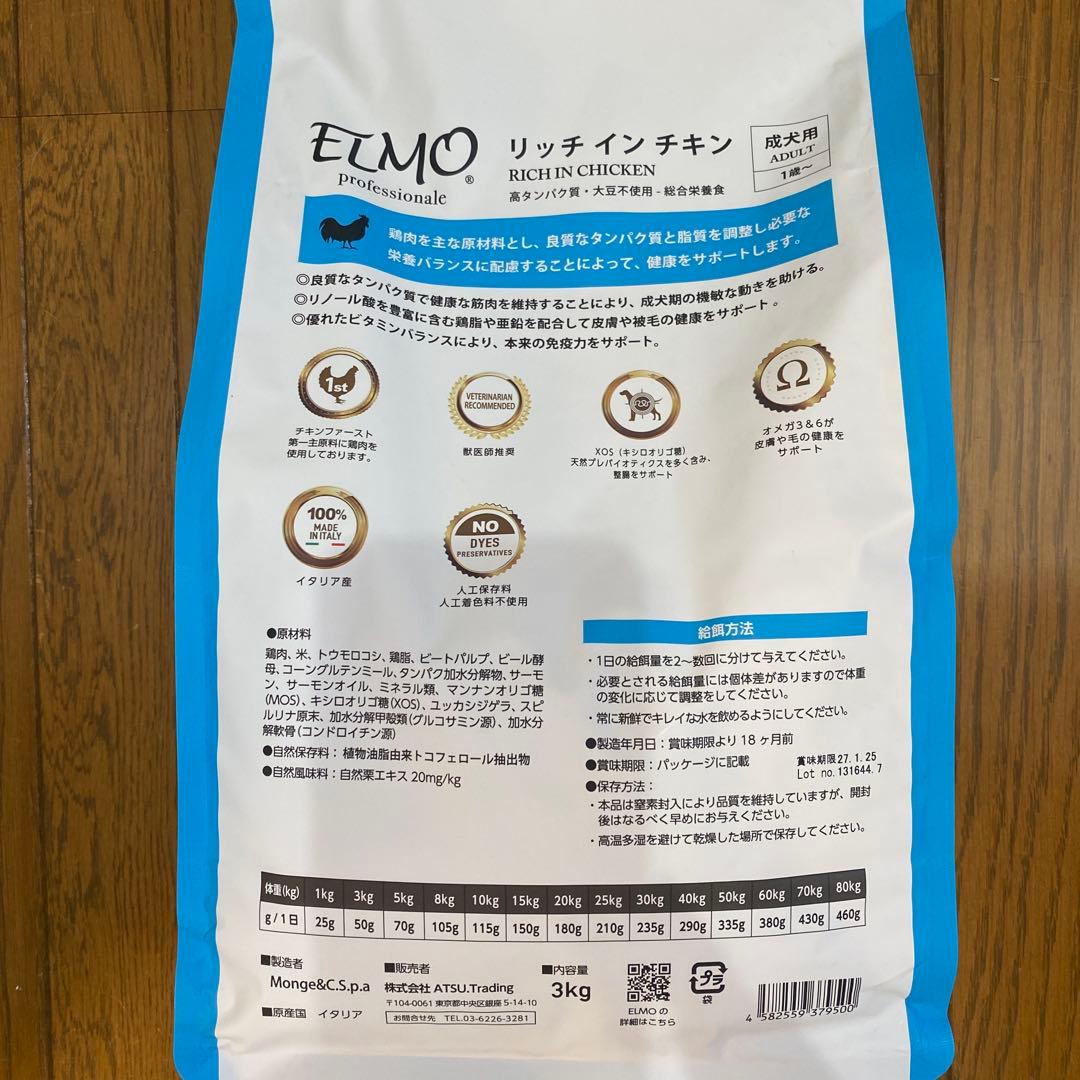 ELMO
professionale
®
リッチ イン チキン
RICH IN CHICKEN
高タンパク質・大豆不使用 - 総合栄養食
成犬用
ADULT
1歳〜
鶏肉を主な原材料とし、良質なタンパク質と脂質を調整し必要な
栄養バランスに配慮することによって、健康をサポートします。
◎良質なタンパク質で健康な筋肉を維持することにより、成犬期の機敏な動きを助ける。
◎リノール酸を豊富に含む鶏脂や亜鉛を配合して皮膚や被毛の健康をサポート。
◎優れたビタミンバランスにより、本来の免疫力をサポート。
1st
チキンファースト
第一主原料に鶏肉を
使用しております。
VETERINARIAN
RECOMMENDED
獣医師推奨
XOS（キシロオリゴ糖）
天然プレバイオティクスを多く含み、
整腸をサポート
Ω
オメガ3&6が
皮膚や毛の健康を
サポート
100%
MADE
IN ITALY
イタリア産
NO
DYES
PRESERVATIVES
人工保存料
人工着色料不使用
●原材料
鶏肉、米、トウモロコシ、鶏脂、ビートパルプ、ビール酵
母、コーングルテンミール、タンパク加水分解物、サーモ
ン、サーモンオイル、ミネラル類、マンナンオリゴ糖
(MOS)、キシロオリゴ糖(XOS)、ユッカシジゲラ、スピ
ルリナ原末、加水分解甲殻類(グルコサミン源)、加水分
解軟骨(コンドロイチン源)
●自然保存料：植物油脂由来トコフェロール抽出物
●自然風味料：自然栗エキス 20mg/kg
給餌方法
・1日の給餌量を2〜数回に分けて与えてください。
・必要とされる給餌量には個体差がありますので体重
の変化に応じて調整をしてください。
・常に新鮮でキレイな水を飲めるようにしてください。
●製造年月日：賞味期限より 18 ヶ月前
●賞味期限：パッケージに記載
賞味期限27. 1. 25
Lot no. 131644. 7
●保存方法：
・本品は窒素封入により品質を維持していますが、開封
後はなるべく早めにお与えください。
・高温多湿を避けて乾燥した場所で保存してください。
体重(kg) 1kg 3kg 5kg 8kg 10kg 15kg 20kg 25kg 30kg 40kg 50kg 60kg 70kg 80kg
g / 1日 25g 50g 70g 105g 115g 150g 180g 210g 235g 290g 335g 380g 430g 460g
■製造者
Monge&C.S.p.a
■原産国 イタリア
■販売者
株式会社 ATSU.Trading
〒104-0061 東京都中央区銀座 5-14-10
お問合せ先 TEL.03-6226-3281
■内容量
3kg
ELMO の
詳細はこちら
プラ
袋
4 582559 379500